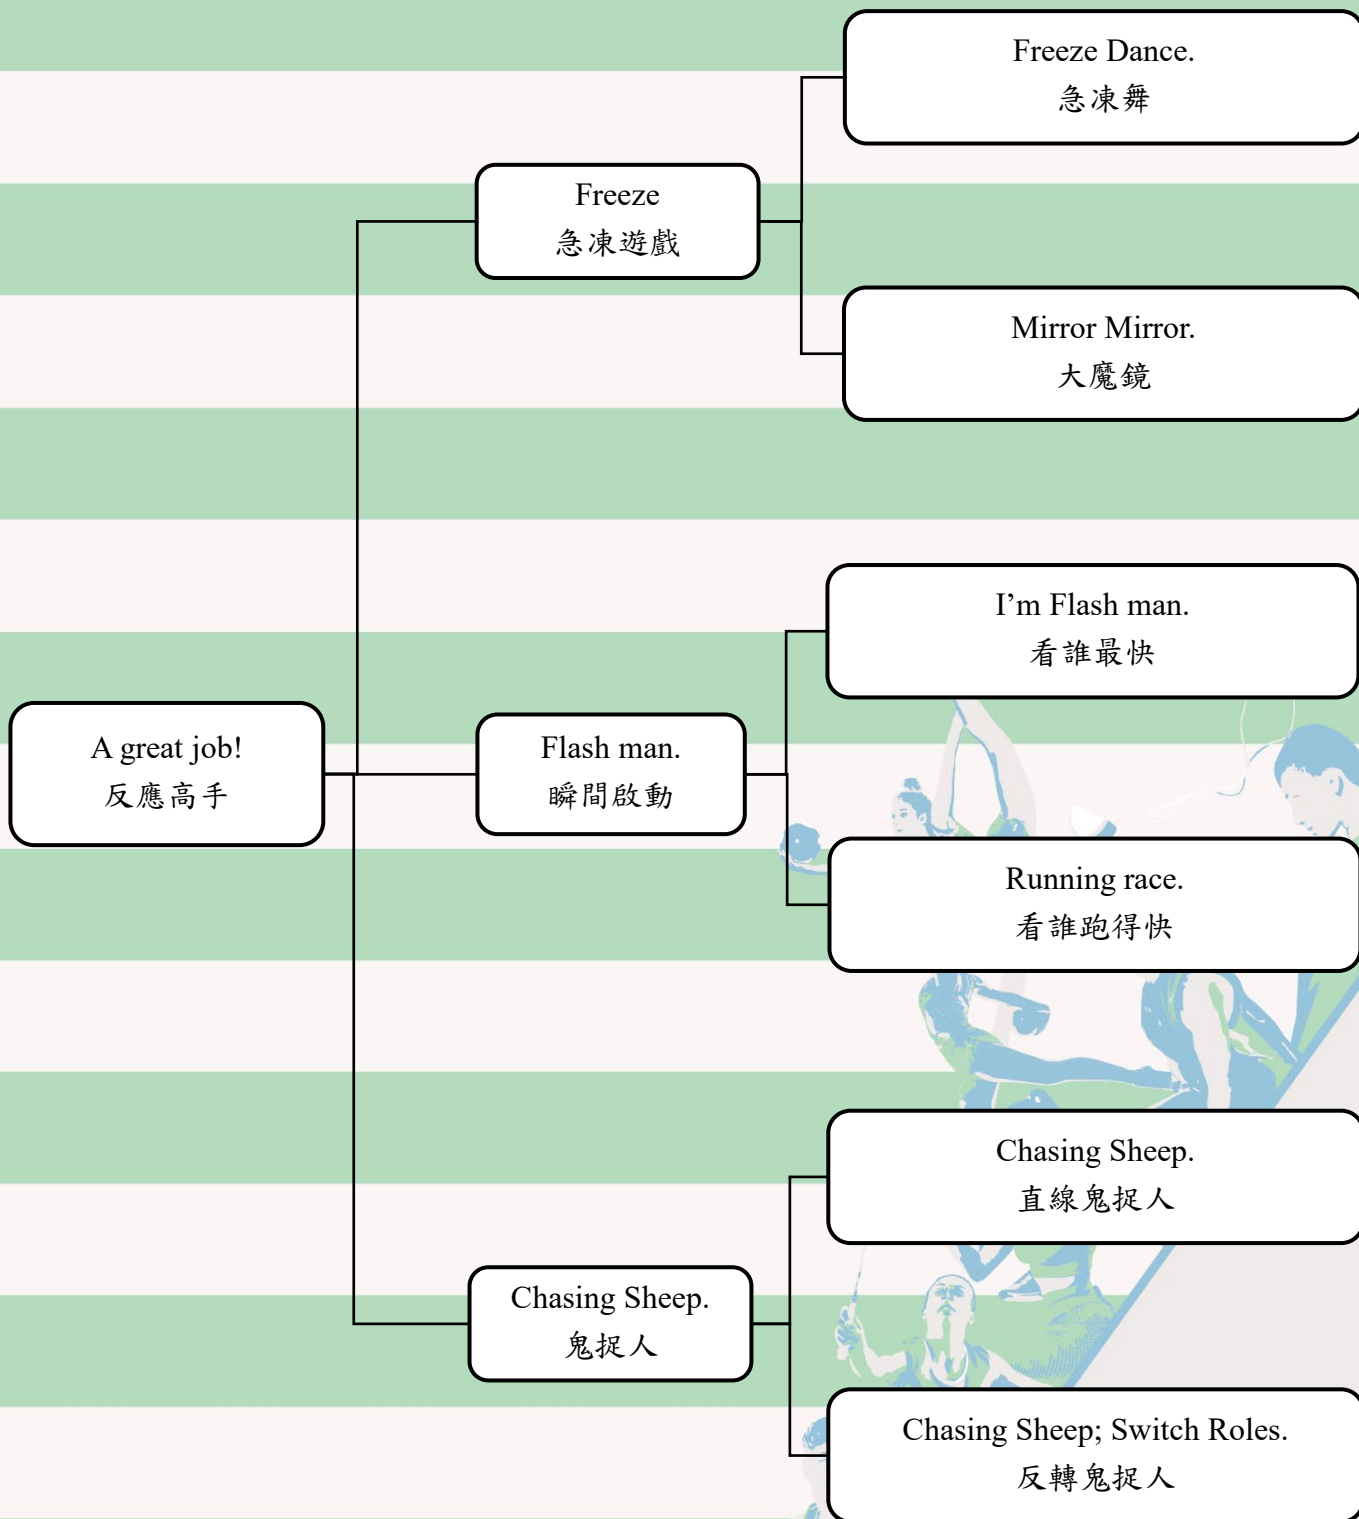 Freeze Dance.
急凍舞
Freeze
急凍遊戲
Mirror Mirror.
大魔鏡
I’m Flash man.
看誰最快
A great job!
反應高手
Flash man.
瞬間啟動
Running race.
看誰跑得快
Chasing Sheep.
直線鬼捉人
Chasing Sheep.
鬼捉人
Chasing Sheep; Switch Roles.
反轉鬼捉人